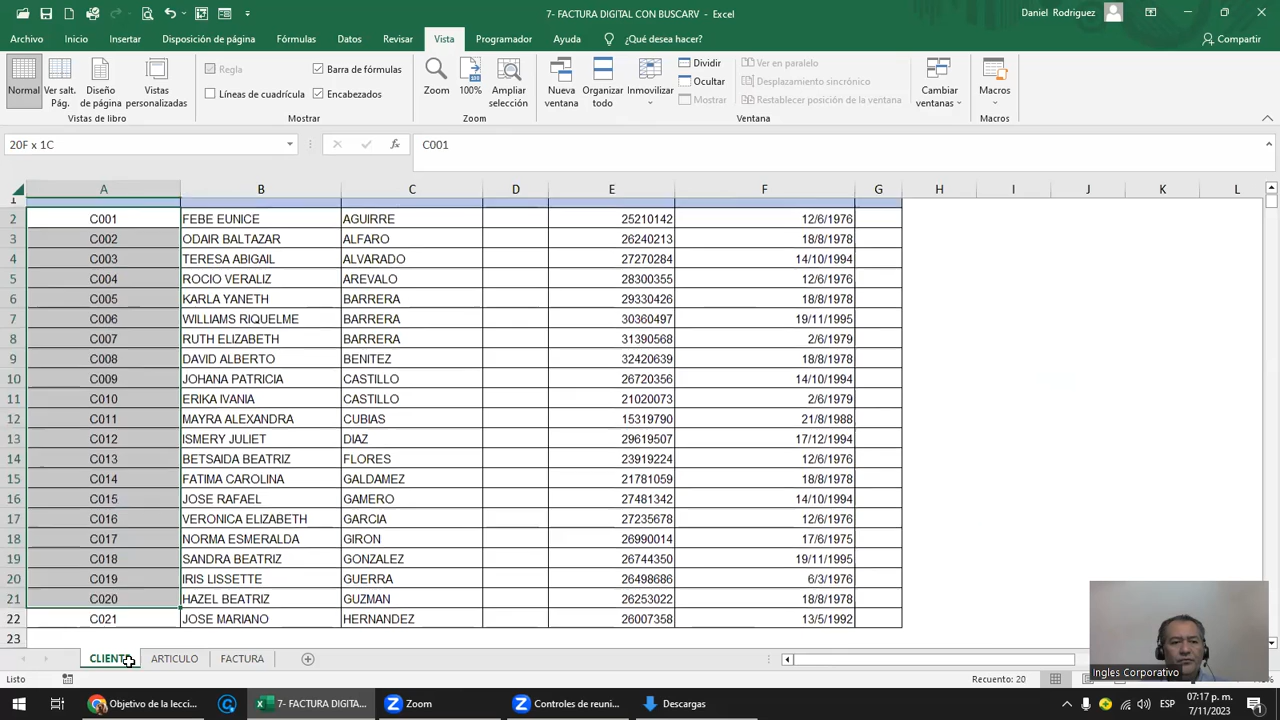 7- FACTURA DIGITAL CON BUSCARV - Excel
Daniel Rodriguez
Archivo Inicio Insertar Disposición de página Fórmulas Datos Revisar Vista Programador Ayuda ¿Qué desea hacer? Compartir
Normal
Ver salt. Pág.
Diseño de página
Vistas personalizadas
Vistas de libro
Regla
Barra de fórmulas
Líneas de cuadrícula
Encabezados
Mostrar
Zoom
100%
Ampliar selección
Zoom
Nueva ventana
Organizar todo
Inmovilizar
Dividir
Ocultar
Mostrar
Ver en paralelo
Desplazamiento sincrónico
Restablecer posición de la ventana
Ventana
Cambiar ventanas
Macros
Macros
20F x 1C
fx
C001
A B C D E F G H I J K L
1
2 C001 FEBE EUNICE AGUIRRE 25210142 12/6/1976
3 C002 ODAIR BALTAZAR ALFARO 26240213 18/8/1978
4 C003 TERESA ABIGAIL ALVARADO 27270284 14/10/1994
5 C004 ROCIO VERALIZ AREVALO 28300355 12/6/1976
6 C005 KARLA YANETH BARRERA 29330426 18/8/1978
7 C006 WILLIAMS RIQUELME BARRERA 30360497 19/11/1995
8 C007 RUTH ELIZABETH BARRERA 31390568 2/6/1979
9 C008 DAVID ALBERTO BENITEZ 32420639 18/8/1978
10 C009 JOHANA PATRICIA CASTILLO 26720356 14/10/1994
11 C010 ERIKA IVANIA CASTILLO 21020073 2/6/1979
12 C011 MAYRA ALEXANDRA CUBIAS 15319790 21/8/1988
13 C012 ISMERY JULIET DIAZ 29619507 17/12/1994
14 C013 BETSAIDA BEATRIZ FLORES 23919224 12/6/1976
15 C014 FATIMA CAROLINA GALDAMEZ 21781059 18/8/1978
16 C015 JOSE RAFAEL GAMERO 27481342 14/10/1994
17 C016 VERONICA ELIZABETH GARCIA 27235678 12/6/1976
18 C017 NORMA ESMERALDA GIRON 26990014 17/6/1975
19 C018 SANDRA BEATRIZ GONZALEZ 26744350 19/11/1995
20 C019 IRIS LISSETTE GUERRA 26498686 6/3/1976
21 C020 HAZEL BEATRIZ GUZMAN 26253022 18/8/1978
22 C021 JOSE MARIANO HERNANDEZ 26007358 13/5/1992
23
ARTICULO FACTURA
Ingles Corporativo
Listo
Recuento: 20
Objetivo de la lecci...
7- FACTURA DIGITA...
Zoom
Controles de reuni...
Descargas
ESP
07:17 p. m.
7/11/2023